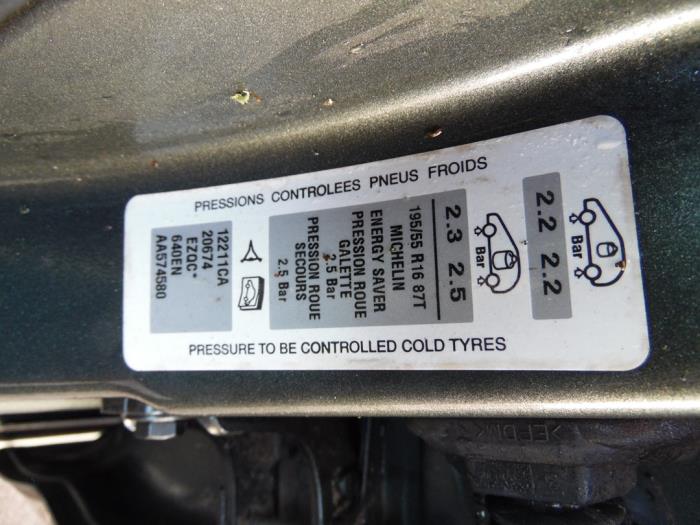 PRESSIONS CONTROLEES PNEUS FROIDS
2.2 2.2
Bar
2.3 2.5
Bar
195/55 R16 87T
MICHELIN
ENERGY SAVER
PRESSION ROUE
GALETTE
2.5 Bar
PRESSION ROUE
SECOURS
2.5 Bar
12211CA
20674
EZQC*
640EN
AA574580
PRESSURE TO BE CONTROLLED COLD TYRES
>EFDM<